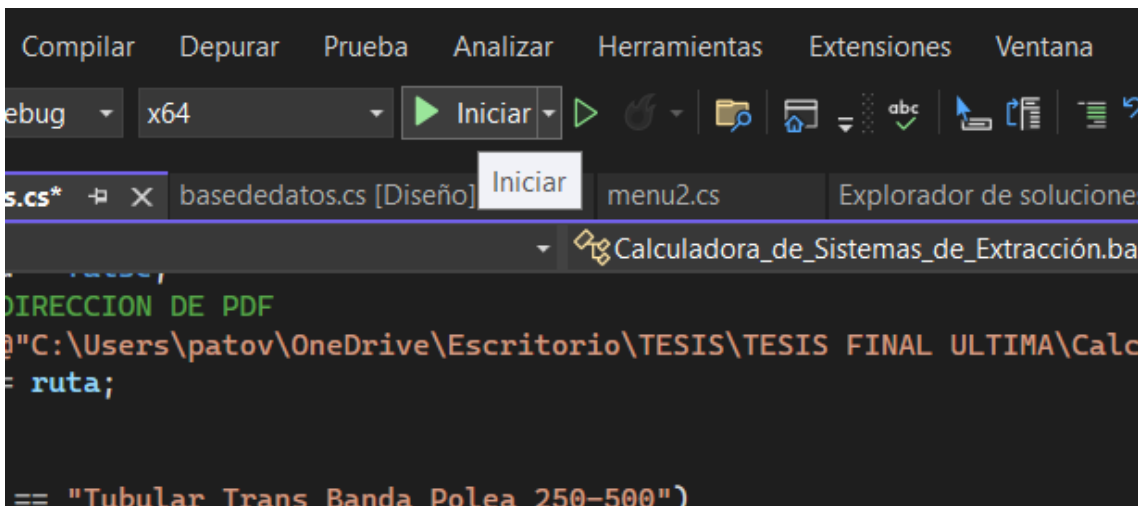 Compilar Depurar Prueba Analizar Herramientas Extensiones Ventana
ebug x64 Iniciar abc
Iniciar
s.cs* basededatos.cs [Diseño] menu2.cs Explorador de solucione
Calculadora_de_Sistemas_de_Extracción.ba
DIRECCION DE PDF
@"C:\Users\patov\OneDrive\Escritorio\TESIS\TESIS FINAL ULTIMA\Calc
= ruta;
== "Tubular Trans Banda Polea 250-500")